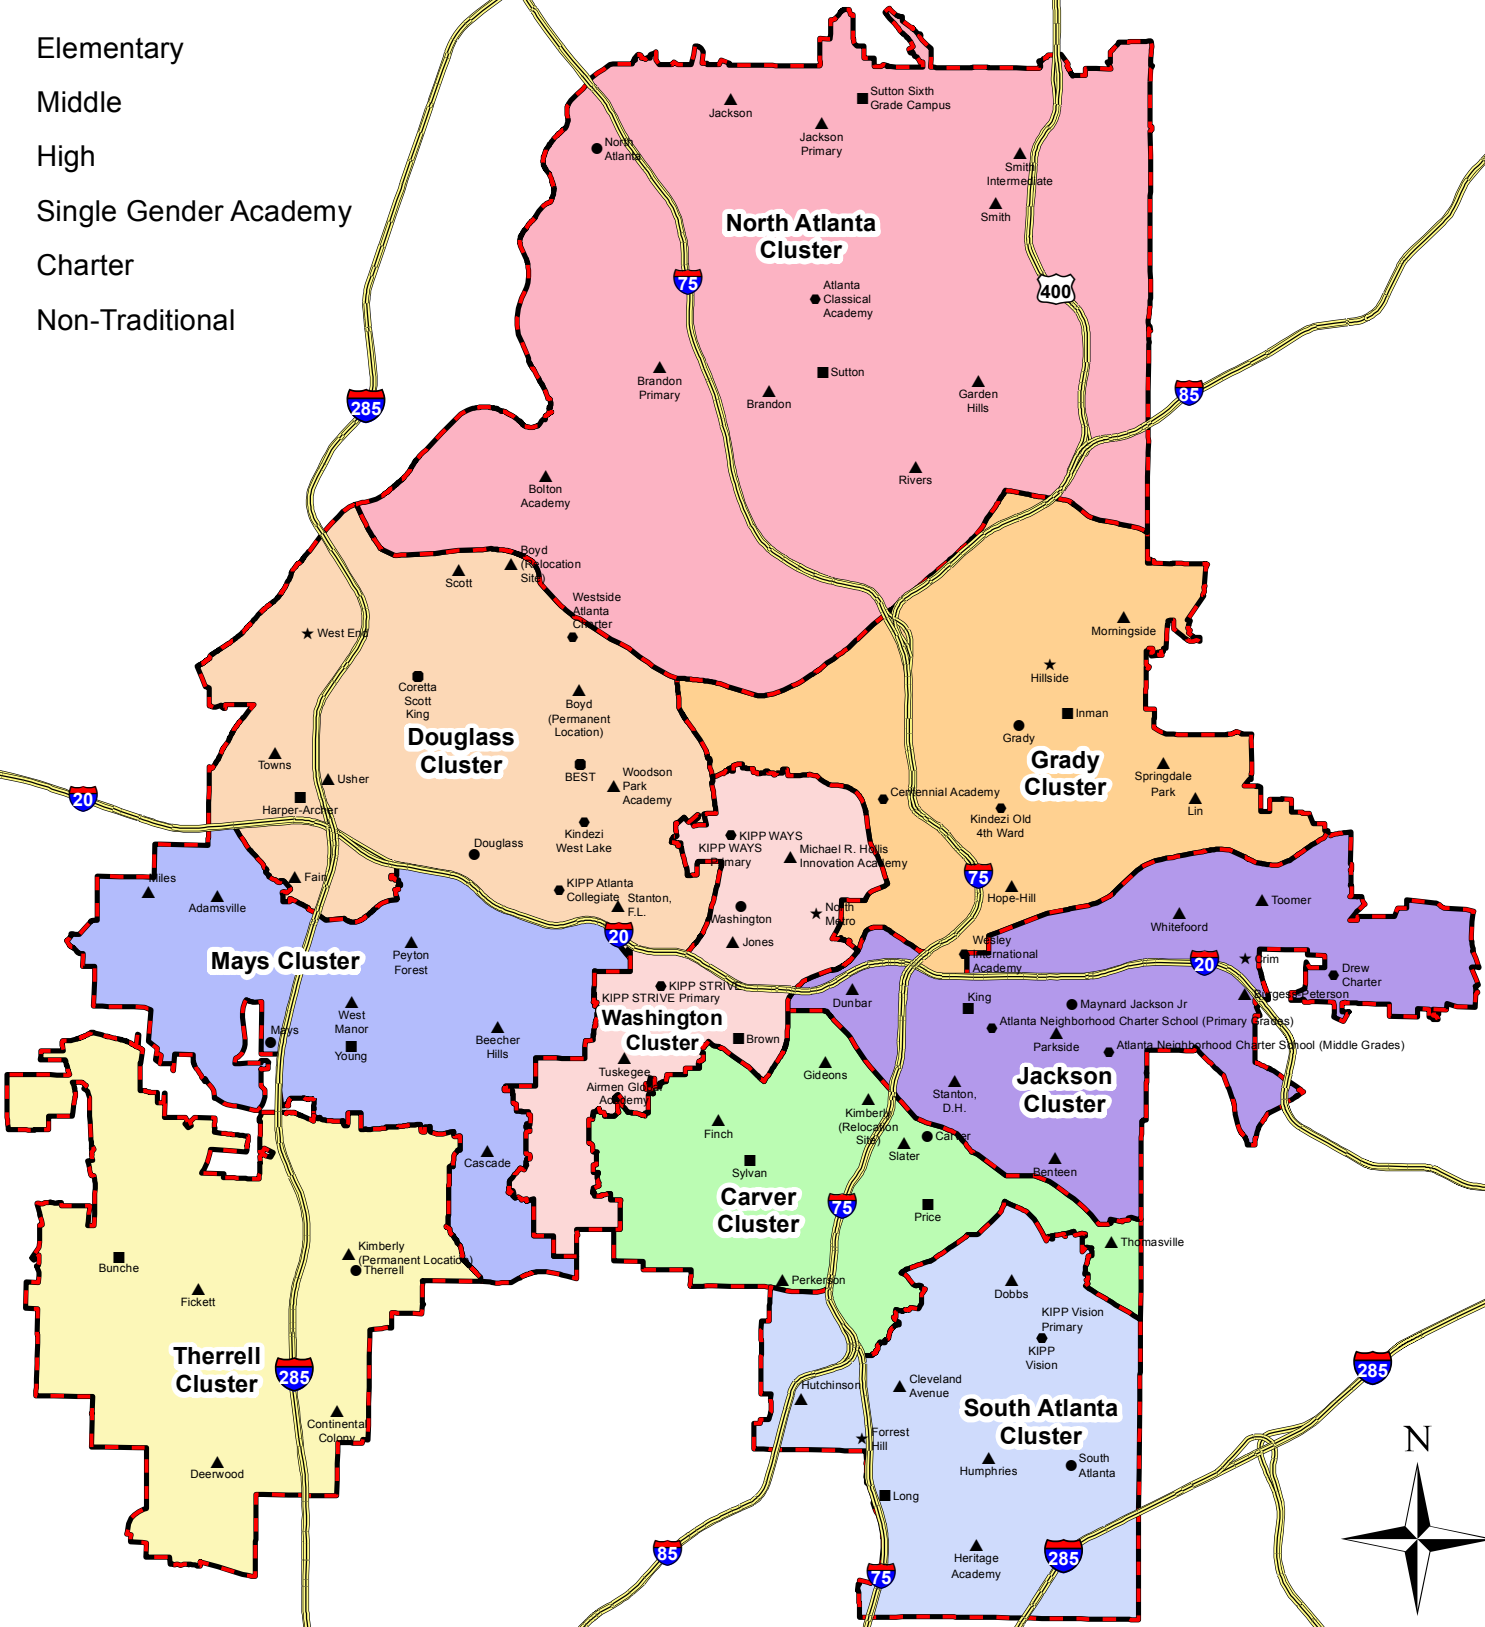 Elementary
Middle
High
Single Gender Academy
Charter
Non-Traditional
Jackson
Sutton Sixth
Grade Campus
Jackson
Primary
North
Atlanta
Smith
Intermediate
Smith
North Atlanta
Cluster
75
400
Atlanta
Classical
Academy
Sutton
Brandon
Primary
Brandon
Garden
Hills
285
85
Rivers
Bolton
Academy
Boyd
(Relocation
Site)
Scott
Westside
Atlanta
Charter
West End
Morningside
Hillside
Coretta
Scott
King
Boyd
(Permanent
Location)
Inman
Grady
Douglass
Cluster
Grady
Cluster
Towns
Usher
BEST
Woodson
Park
Academy
Springdale
Park
Lin
20
Harper-Archer
Centennial Academy
Kindezi Old
4th Ward
Kindezi
West Lake
Douglass
KIPP WAYS
KIPP WAYS
Primary
Michael R. Hollis
Innovation Academy
75
Fair
Miles
Adamsville
KIPP Atlanta
Collegiate
Stanton,
F.L.
Hope-Hill
Toomer
Whitefoord
Washington
North
Metro
Jones
20
Mays Cluster
Peyton
Forest
Wesley
International
Academy
20
Crim
Drew
Charter
KIPP STRIVE
KIPP STRIVE Primary
Dunbar
King
Maynard Jackson Jr
Burgess-Peterson
West
Manor
Young
Mays
Beecher
Hills
Washington
Cluster
Brown
Atlanta Neighborhood Charter School (Primary Grades)
Parkside
Atlanta Neighborhood Charter School (Middle Grades)
Tuskegee
Airmen Global
Academy
Gideons
Jackson
Cluster
Stanton,
D.H.
Kimberly
(Relocation
Site)
Finch
Carter
Slater
Cascade
Sylvan
Benteen
Carver
Cluster
75
Price
Thomasville
Bunche
Kimberly
(Permanent Location)
Therrell
Fickett
Perkerson
Dobbs
KIPP Vision
Primary
KIPP
Vision
Therrell
Cluster
285
Hutchinson
Cleveland
Avenue
285
South Atlanta
Cluster
Continental
Colony
Forrest
Hill
Deerwood
Humphries
South
Atlanta
N
Long
85
75
Heritage
Academy
285